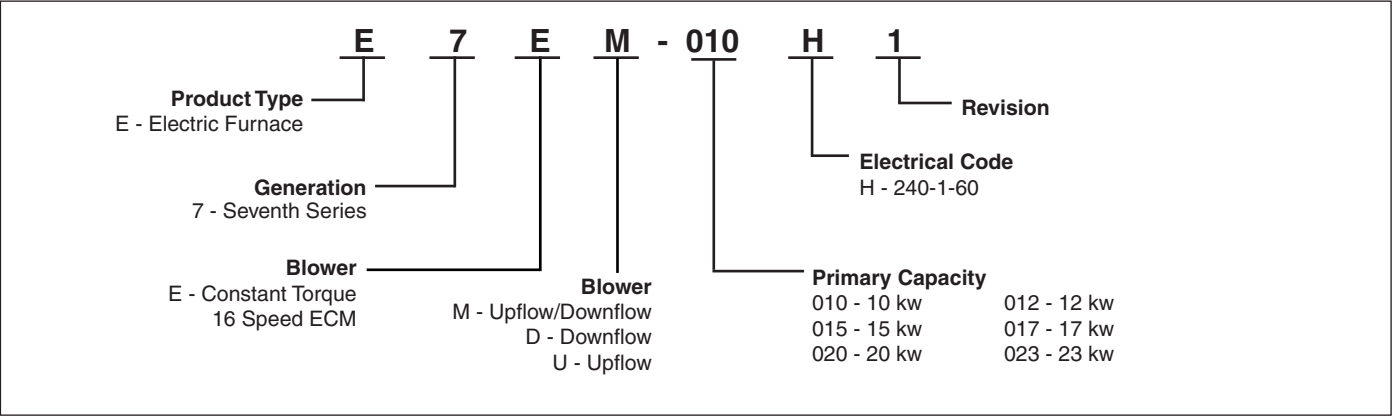 E 7 E M - 010 H 1
Product Type
E - Electric Furnace
Generation
7 - Seventh Series
Blower
E - Constant Torque
16 Speed ECM
Blower
M - Upflow/Downflow
D - Downflow
U - Upflow
Primary Capacity
010 - 10 kw 012 - 12 kw
015 - 15 kw 017 - 17 kw
020 - 20 kw 023 - 23 kw
Electrical Code
H - 240-1-60
Revision